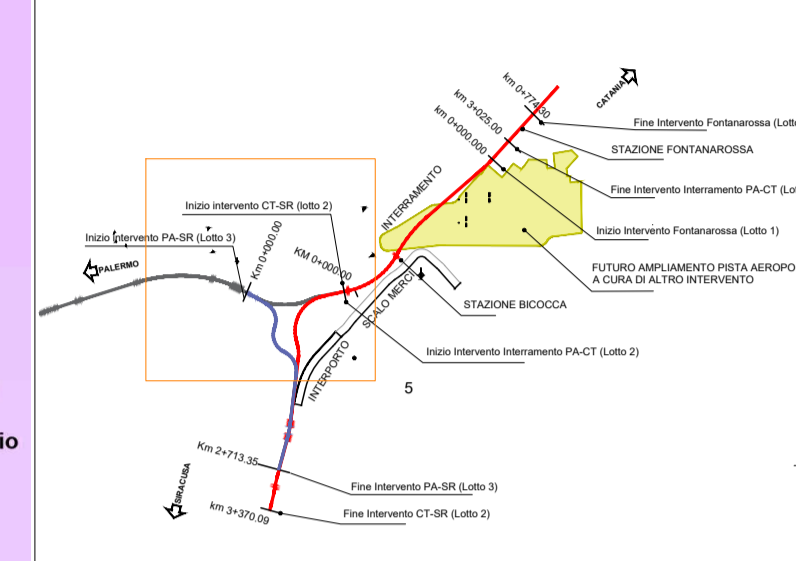 km 0+774.30
CATANIA
km 3+025.00
km 0+000.000
Fine Intervento Fontanarossa (Lotto
STAZIONE FONTANAROSSA
Fine Intervento Interramento PA-CT (Lo
Inizio Intervento Fontanarossa (Lotto 1)
FUTURO AMPLIAMENTO PISTA AEROPO
A CURA DI ALTRO INTERVENTO
INTERRAMENTO
Inizio intervento CT-SR (lotto 2)
Inizio Intervento PA-SR (Lotto 3)
Km 0+000.00
KM 0+000.00
PALERMO
SCALO MERCI
STAZIONE BICOCCA
Inizio Intervento Interramento PA-CT (Lotto 2)
INTERPORTO
5
io
Km 2+713.35
SIRACUSA
Fine Intervento PA-SR (Lotto 3)
km 3+370.09
Fine Intervento CT-SR (Lotto 2)